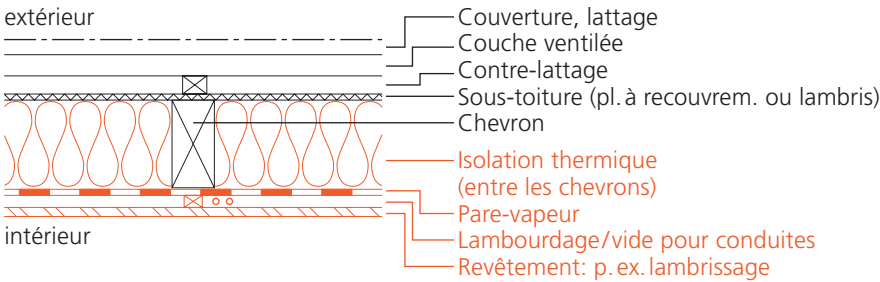 extérieur
Couverture, lattage
Couche ventilée
Contre-lattage
Sous-toiture (pl. à recouvrem. ou lambris)
Chevron
Isolation thermique
(entre les chevrons)
Pare-vapeur
intérieur
Lambourdage/vide pour conduites
Revêtement: p. ex. lambrissage